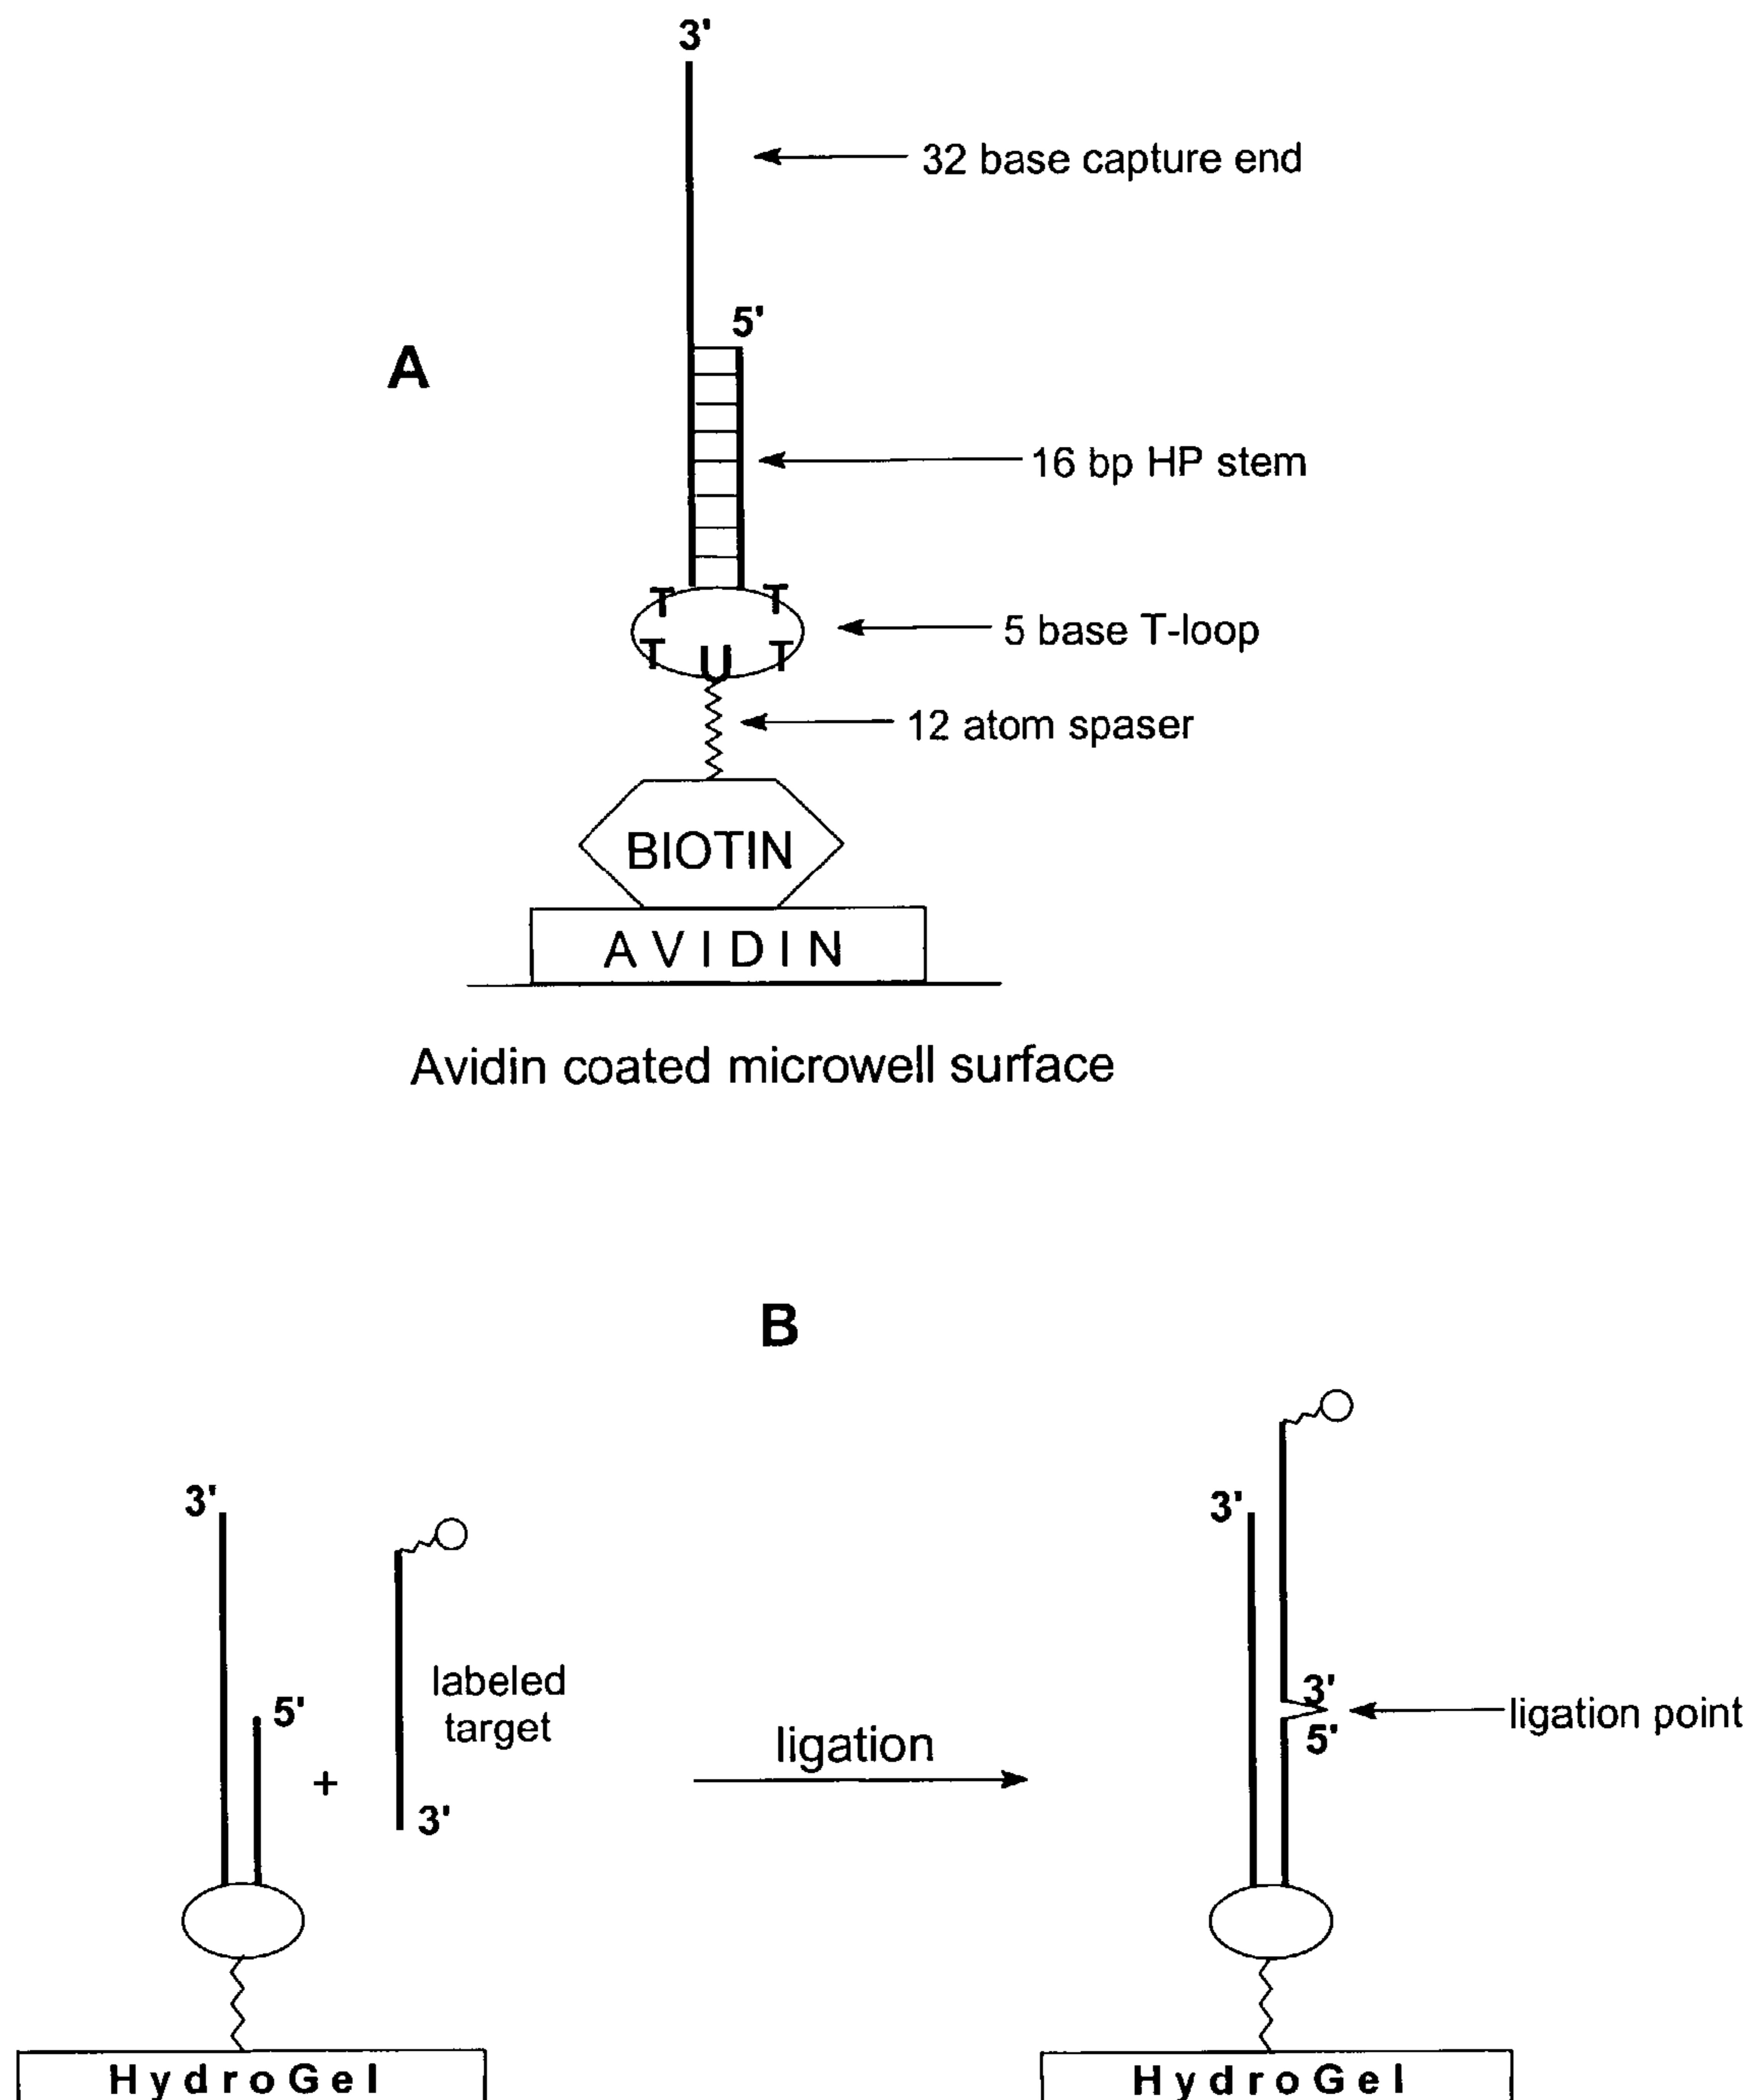 3'
32 base capture end
5'
A
16 bp HP stem
T T
5 base T-loop
T U T
12 atom spaser
BIOTIN
AVIDIN
Avidin coated microwell surface
B
3'
3'
5'
labeled
target
3'
5'
ligation point
ligation
+
3'
HydroGel
HydroGel